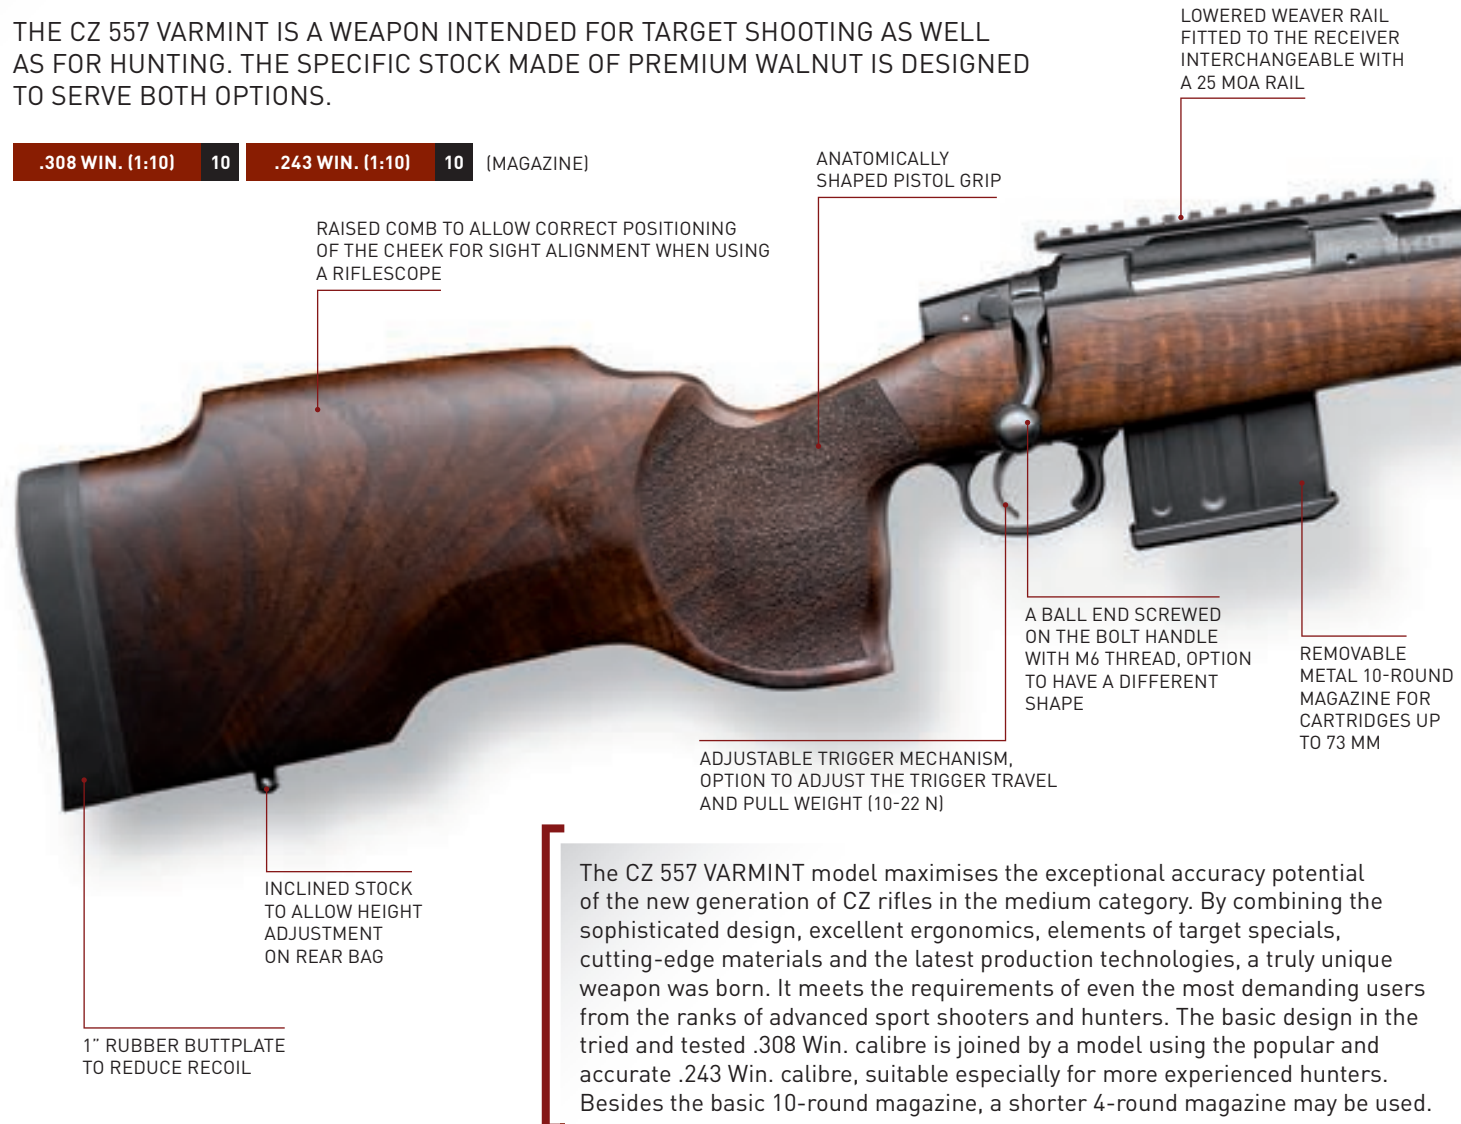 THE CZ 557 VARMINT IS A WEAPON INTENDED FOR TARGET SHOOTING AS WELL
AS FOR HUNTING. THE SPECIFIC STOCK MADE OF PREMIUM WALNUT IS DESIGNED
TO SERVE BOTH OPTIONS.
.308 WIN. (1:10) 10 .243 WIN. (1:10) 10 (MAGAZINE)
LOWERED WEAVER RAIL
FITTED TO THE RECEIVER
INTERCHANGEABLE WITH
A 25 MOA RAIL
ANATOMICALLY
SHAPED PISTOL GRIP
RAISED COMB TO ALLOW CORRECT POSITIONING
OF THE CHEEK FOR SIGHT ALIGNMENT WHEN USING
A RIFLESCOPE
A BALL END SCREWED
ON THE BOLT HANDLE
WITH M6 THREAD, OPTION
TO HAVE A DIFFERENT
SHAPE
REMOVABLE
METAL 10-ROUND
MAGAZINE FOR
CARTRIDGES UP
TO 73 MM
ADJUSTABLE TRIGGER MECHANISM,
OPTION TO ADJUST THE TRIGGER TRAVEL
AND PULL WEIGHT (10-22 N)
INCLINED STOCK
TO ALLOW HEIGHT
ADJUSTMENT
ON REAR BAG
1" RUBBER BUTTPLATE
TO REDUCE RECOIL
The CZ 557 VARMINT model maximises the exceptional accuracy potential
of the new generation of CZ rifles in the medium category. By combining the
sophisticated design, excellent ergonomics, elements of target specials,
cutting-edge materials and the latest production technologies, a truly unique
weapon was born. It meets the requirements of even the most demanding users
from the ranks of advanced sport shooters and hunters. The basic design in the
tried and tested .308 Win. calibre is joined by a model using the popular and
accurate .243 Win. calibre, suitable especially for more experienced hunters.
Besides the basic 10-round magazine, a shorter 4-round magazine may be used.